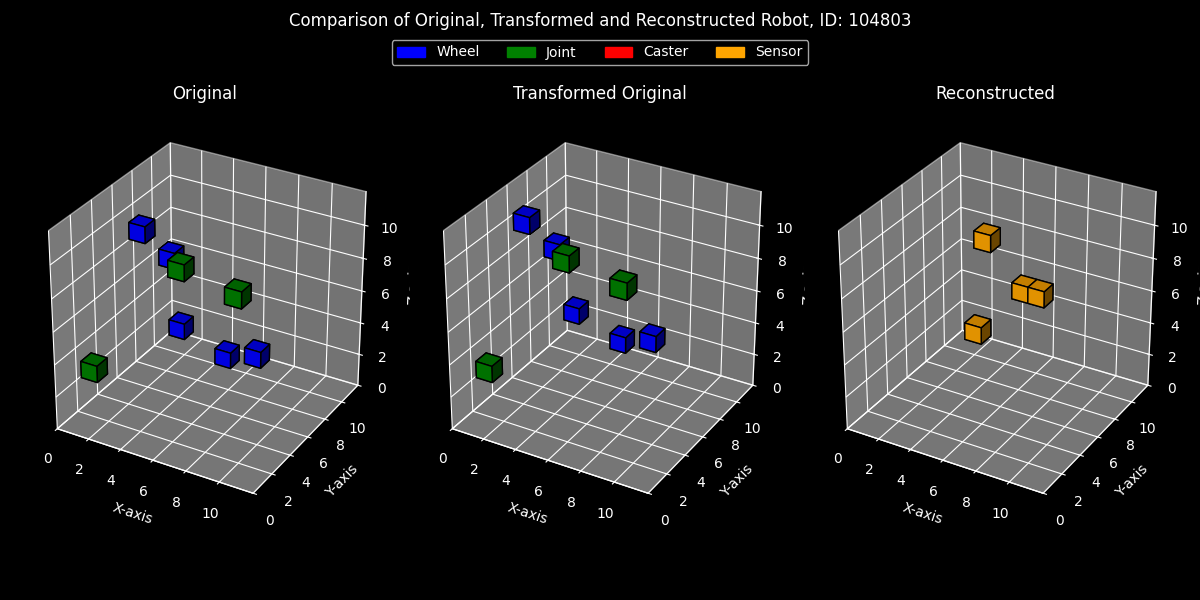 Comparison of Original, Transformed and Reconstructed Robot, ID: 104803
Wheel Joint Caster Sensor
Original Transformed Original Reconstructed
10 10 10
8 8 8
6 6 6
4 4 4
2 2 2
0 0 0
0 2 4 6 8 10 0 2 4 6 8 10 0 2 4 6 8 10
0 2 4 6 8 10 0 2 4 6 8 10 0 2 4 6 8 10
X-axis Y-axis X-axis Y-axis X-axis Y-axis